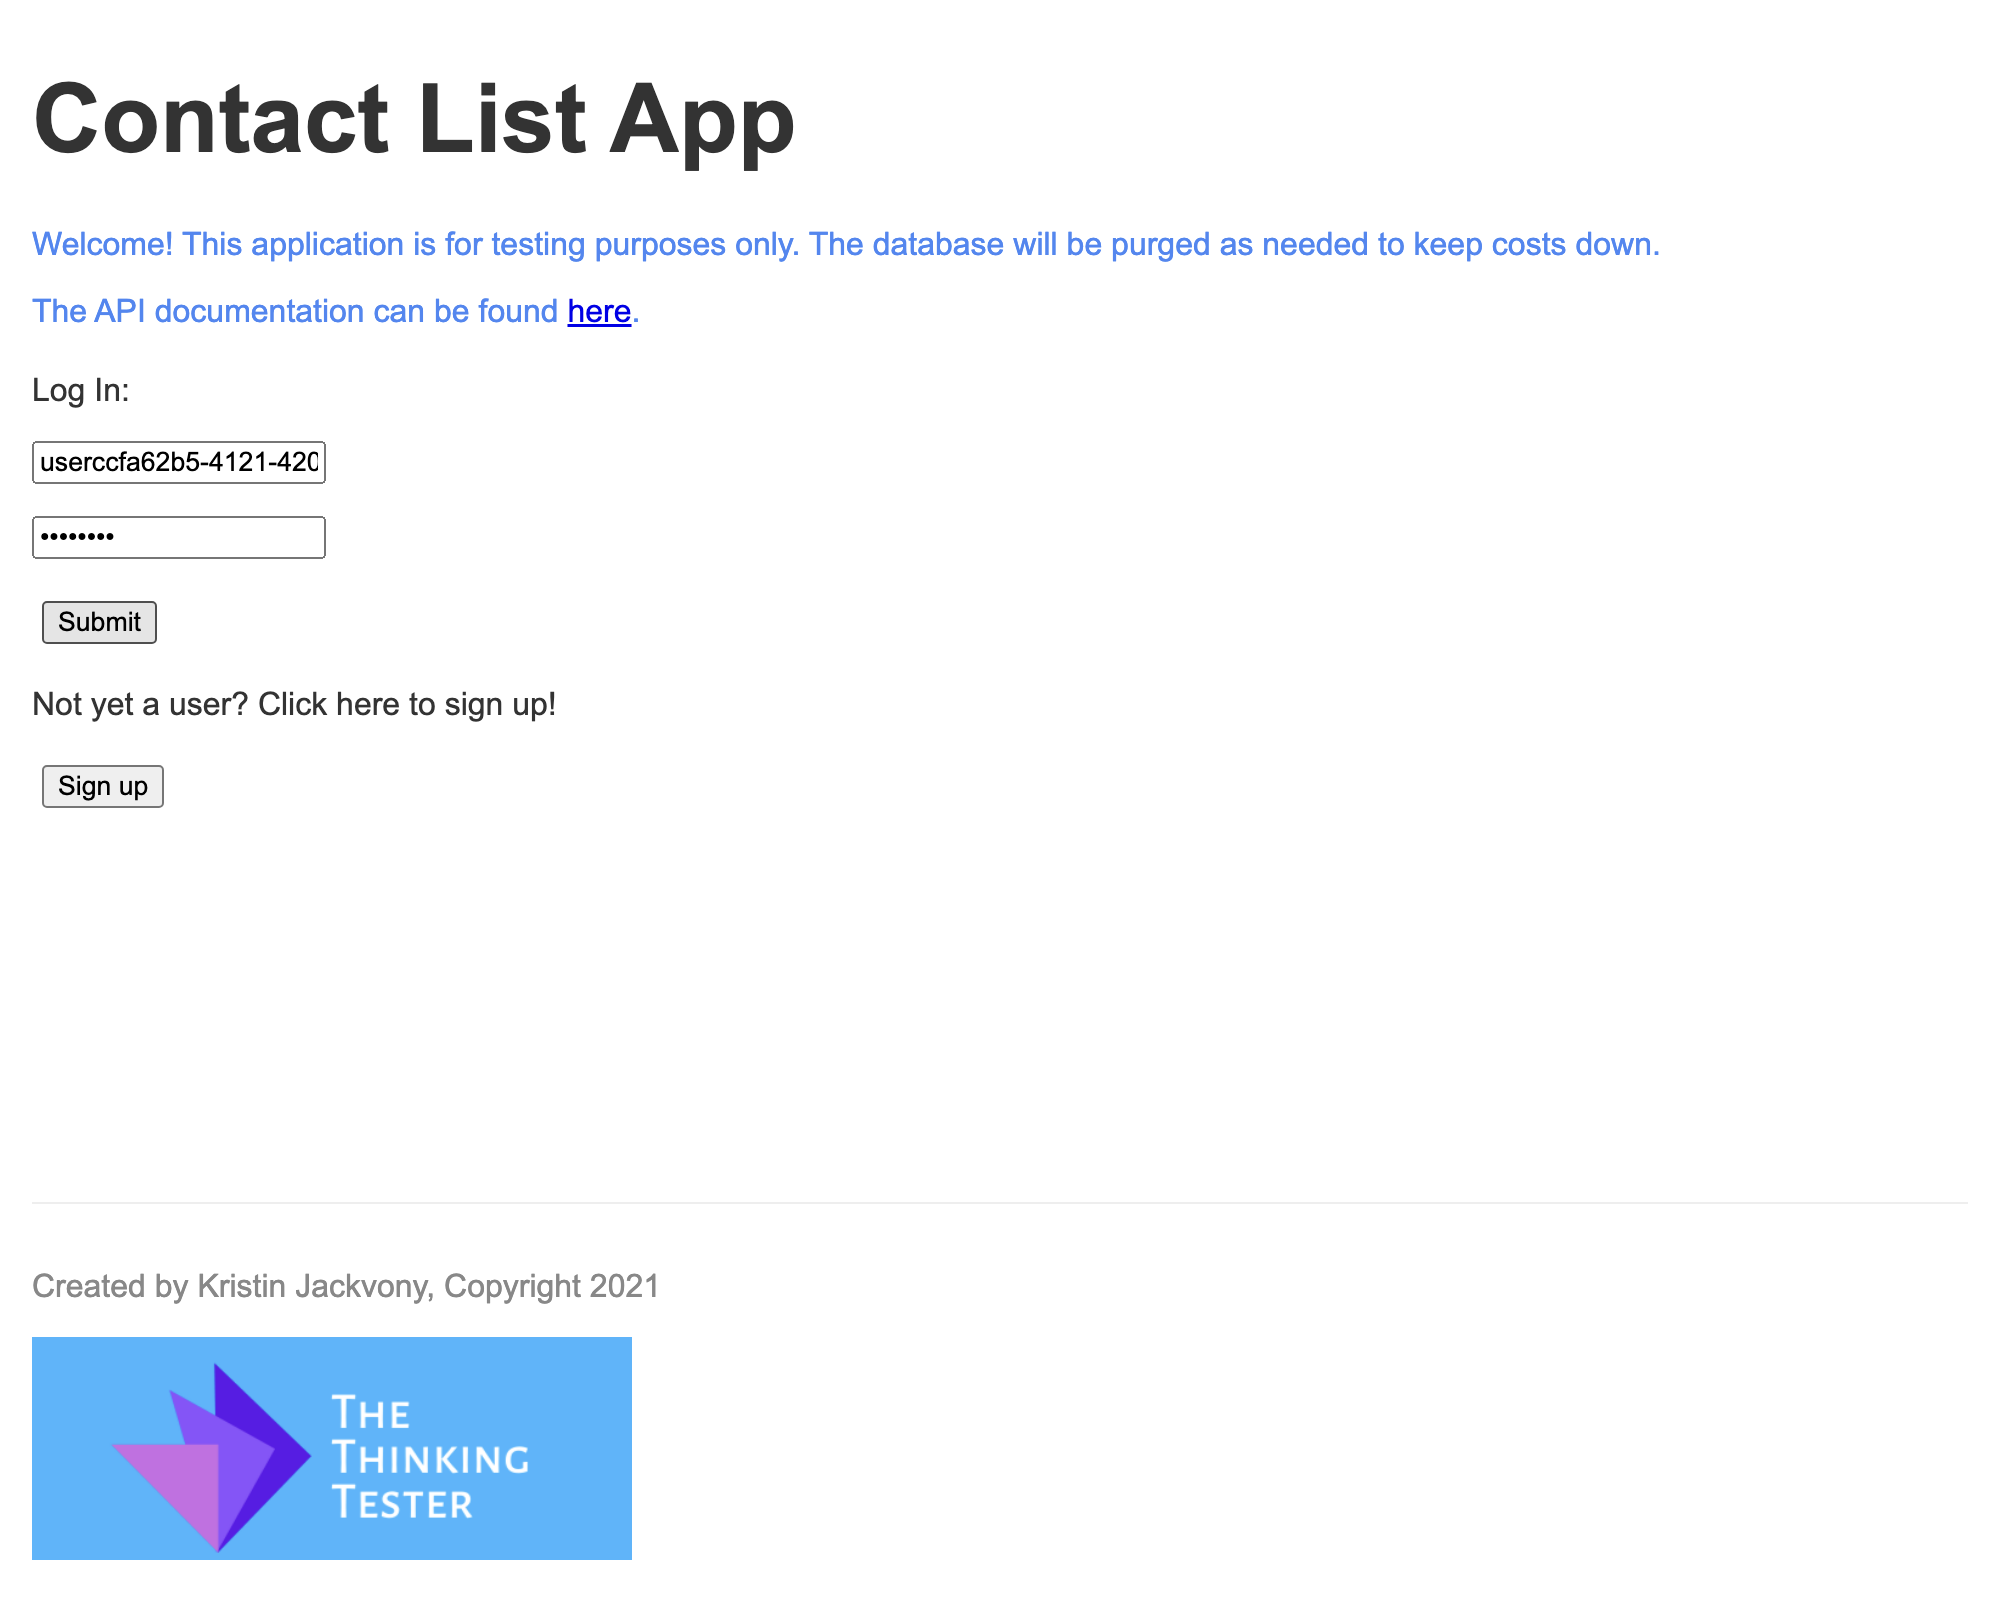 Contact List App
Welcome! This application is for testing purposes only. The database will be purged as needed to keep costs down.
The API documentation can be found here.
Log In:
userccfa62b5-4121-420
••••••••
Submit
Not yet a user? Click here to sign up!
Sign up
Created by Kristin Jackvony, Copyright 2021
THE
THINKING
TESTER